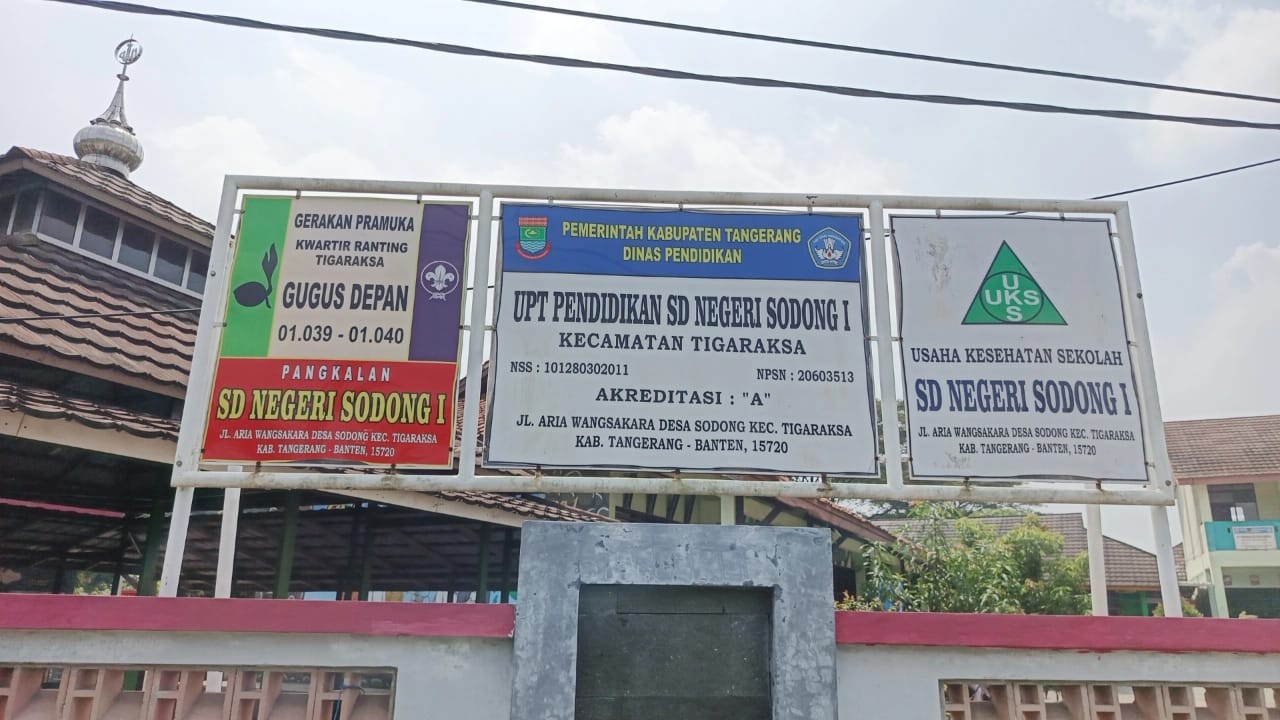 GERAKAN PRAMUKA
KWARTIR RANTING
TIGARAKSA
GUGUS DEPAN
01.039 - 01.040
PANGKALAN
SD NEGERI SODONG I
JL. ARIA WANGSAKARA DESA SODONG KEC. TIGARAKSA
KAB. TANGERANG - BANTEN, 15720
PEMERINTAH KABUPATEN TANGERANG
DINAS PENDIDIKAN
UPT PENDIDIKAN SD NEGERI SODONG I
KECAMATAN TIGARAKSA
NSS : 101280302011 NPSN : 20603513
AKREDITASI : "A"
JL. ARIA WANGSAKARA DESA SODONG KEC. TIGARAKSA
KAB. TANGERANG - BANTEN, 15720
U
UKS
S
USAHA KESEHATAN SEKOLAH
SD NEGERI SODONG I
JL. ARIA WANGSAKARA DESA SODONG KEC. TIGARAKSA
KAB. TANGERANG - BANTEN, 15720